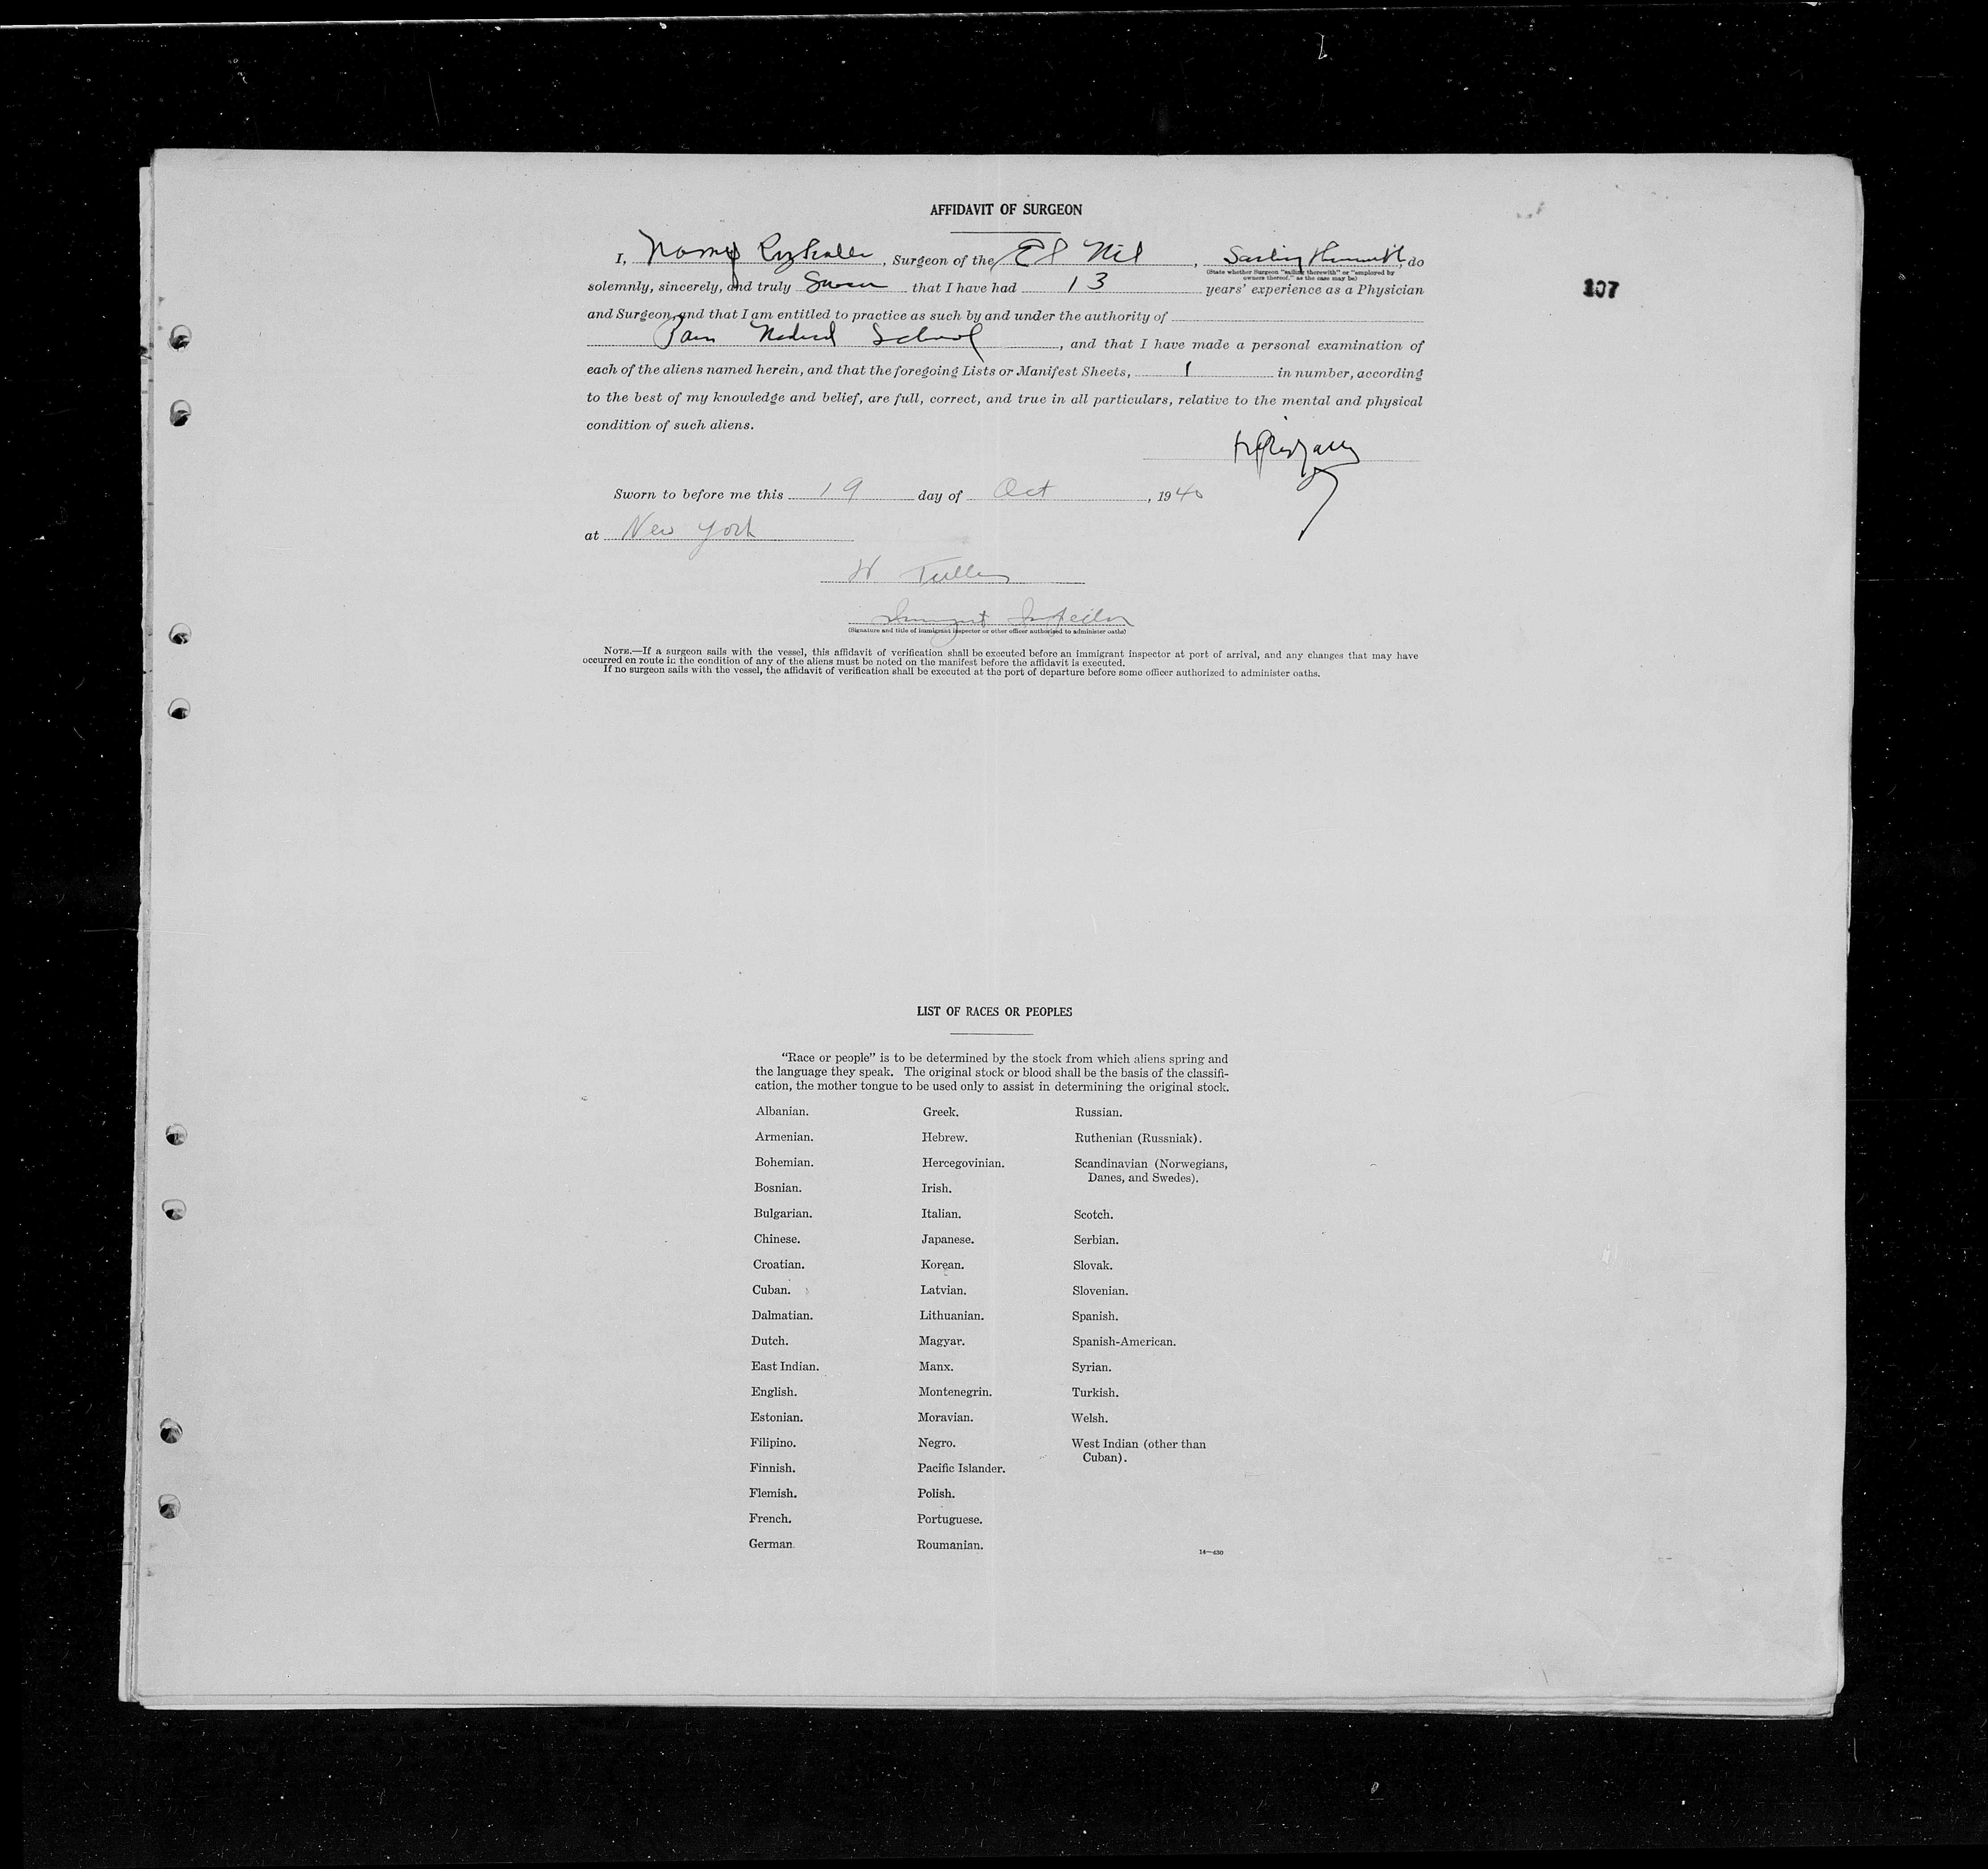 AFFIDAVIT OF SURGEON
I, , Surgeon of the El Nil, do
(State whether Surgeon "sailing therewith" or "employed by
owners thereof," as the case may be)
107
solemnly, sincerely, and truly Swear that I have had 13 years' experience as a Physician
and Surgeon, and that I am entitled to practice as such by and under the authority of
Medical School, and that I have made a personal examination of
each of the aliens named herein, and that the foregoing Lists or Manifest Sheets, 1 in number, according
to the best of my knowledge and belief, are full, correct, and true in all particulars, relative to the mental and physical
condition of such aliens.
Sworn to before me this 19 day of Oct, 1940
at New York
Immigrant Inspector
(Signature and title of immigrant inspector or other officer authorized to administer oaths)
NOTE.—If a surgeon sails with the vessel, this affidavit of verification shall be executed before an immigrant inspector at port of arrival, and any changes that may have
occurred en route in the condition of any of the aliens must be noted on the manifest before the affidavit is executed.
If no surgeon sails with the vessel, the affidavit of verification shall be executed at the port of departure before some officer authorized to administer oaths.
LIST OF RACES OR PEOPLES
"Race or people" is to be determined by the stock from which aliens spring and
the language they speak. The original stock or blood shall be the basis of the classifi-
cation, the mother tongue to be used only to assist in determining the original stock.
Albanian.
Armenian.
Bohemian.
Bosnian.
Bulgarian.
Chinese.
Croatian.
Cuban.
Dalmatian.
Dutch.
East Indian.
English.
Estonian.
Filipino.
Finnish.
Flemish.
French.
German
Greek.
Hebrew.
Hercegovinian.
Irish.
Italian.
Japanese.
Korean.
Latvian.
Lithuanian.
Magyar.
Manx.
Montenegrin.
Moravian.
Negro.
Pacific Islander.
Polish.
Portuguese.
Roumanian.
Russian.
Ruthenian (Russniak).
Scandinavian (Norwegians,
Danes, and Swedes).
Scotch.
Serbian.
Slovak.
Slovenian.
Spanish.
Spanish-American.
Syrian.
Turkish.
Welsh.
West Indian (other than
Cuban).
14—430